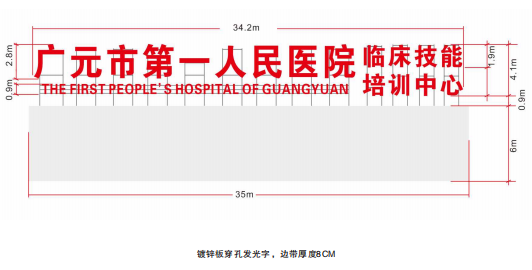 34.2m
2.8m
0.9m
广元市第一人民医院
THE FIRST PEOPLE'S HOSPITAL OF GUANGYUAN
临床技能
培训中心
1.9m
4.1m
0.9m
6m
35m
镀锌板穿孔发光字，边带厚度8CM